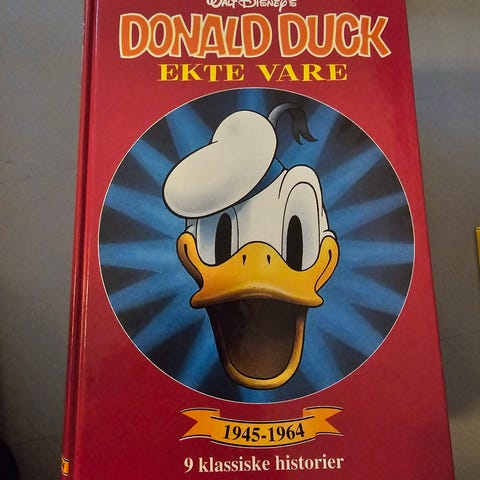 Walt Disney's
DONALD DUCK
EKTE VARE
1945-1964
9 klassiske historier